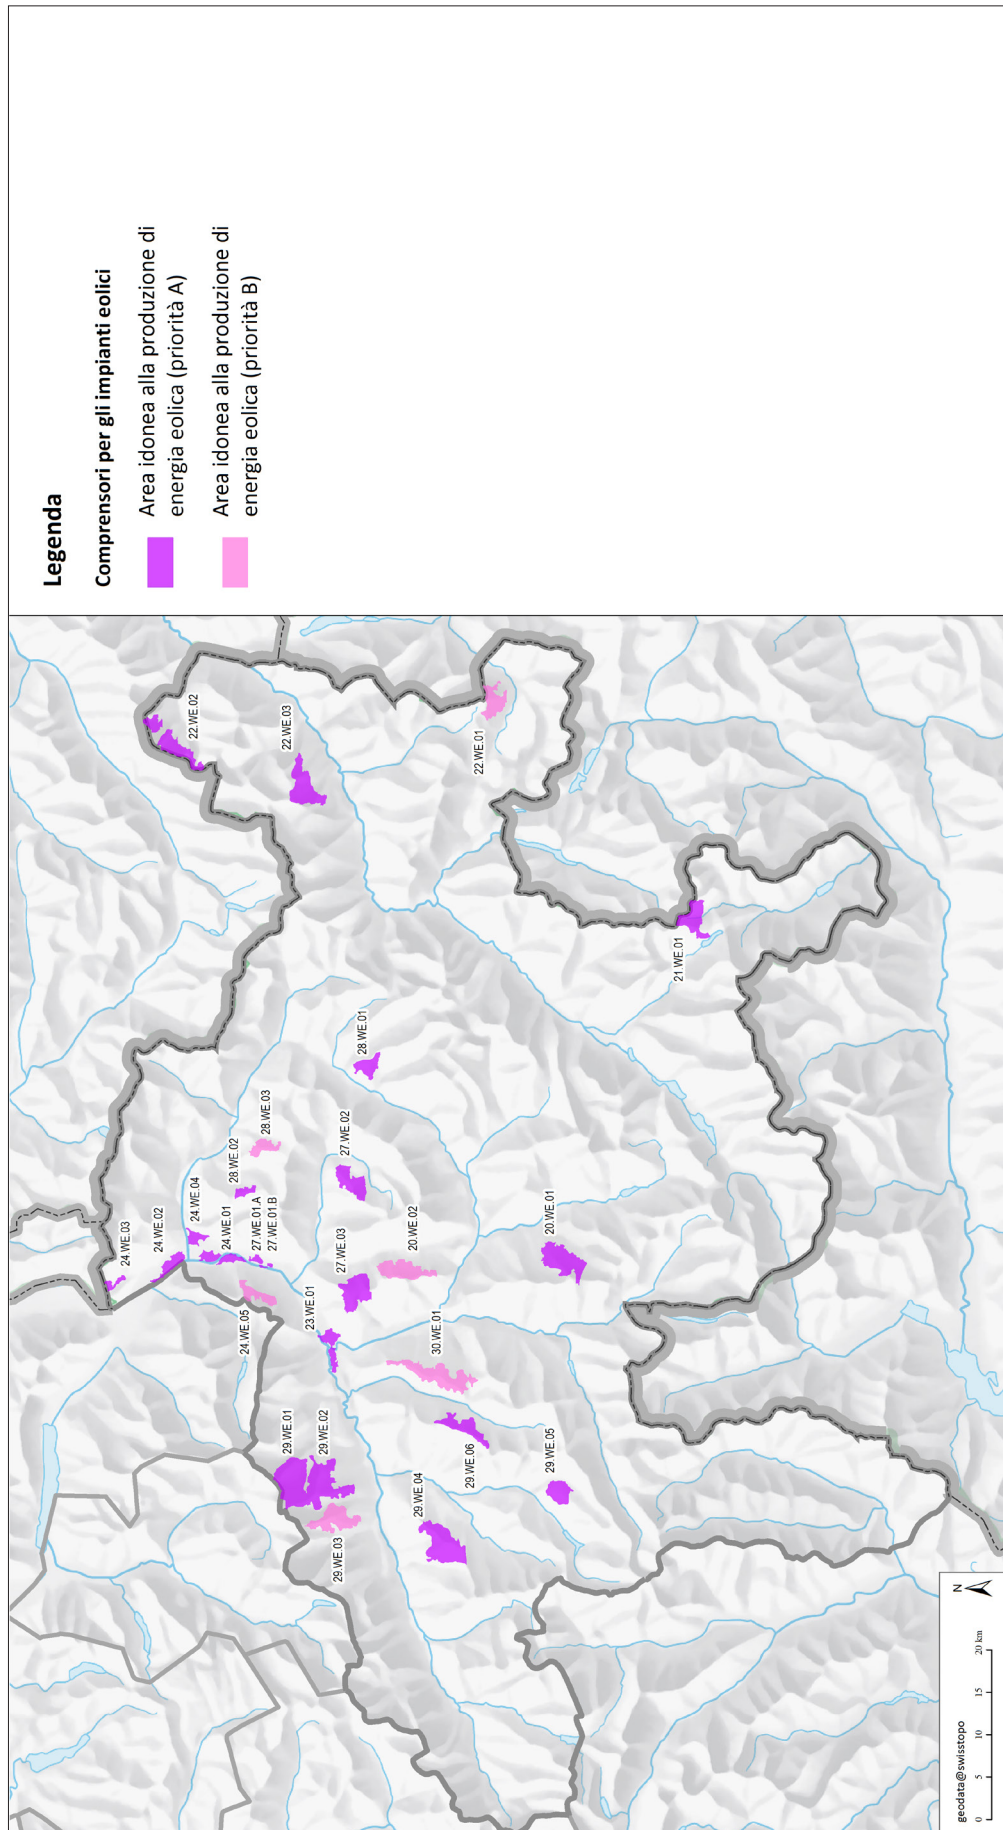 24.WE.03
24.WE.02
24.WE.04
24.WE.01
28.WE.02
28.WE.03
27.WE.01.A
27.WE.01.B
24.WE.05
23.WE.01
27.WE.03
27.WE.02
28.WE.01
22.WE.02
22.WE.03
22.WE.01
21.WE.01
29.WE.01
29.WE.02
29.WE.03
30.WE.01
20.WE.02
20.WE.01
29.WE.04
29.WE.06
29.WE.05
geodata@swisstopo
0 5 10 15 20 km
N
Legenda
Comprensori per gli impianti eolici
Area idonea alla produzione di
energia eolica (priorità A)
Area idonea alla produzione di
energia eolica (priorità B)